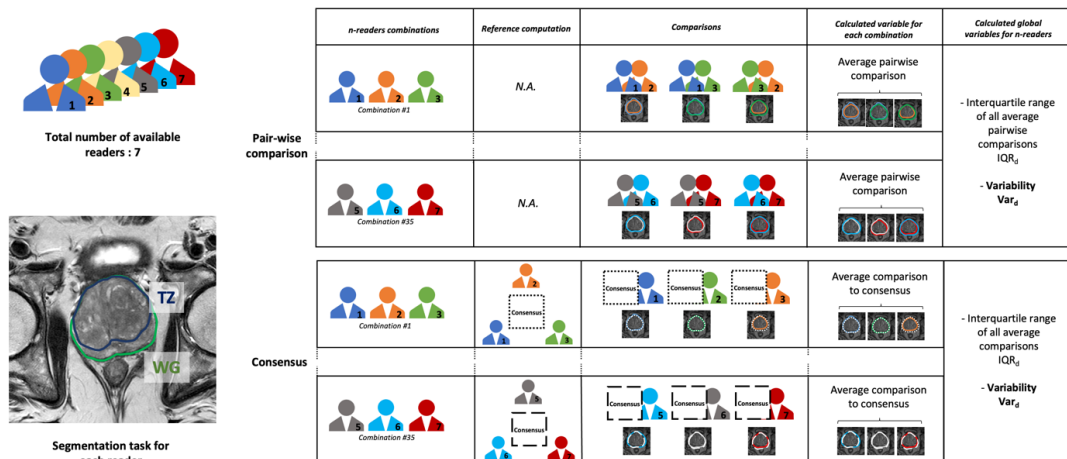 1 2 3 4 5 6 7
Total number of available
readers : 7
TZ
WG
Segmentation task for
each reader
n-readers combinations
Reference computation
Comparisons
Calculated variable for
each combination
Calculated global
variables for n-readers
Pair-wise
comparison
1 2 3
Combination #1
N.A.
1 2 1 3 3 2
Average pairwise
comparison
5 6 7
Combination #35
N.A.
5 6 5 7 6 7
Average pairwise
comparison
- Interquartile range
of all average
pairwise
comparisons
IQRd
- Variability
Vard
Consensus
1 2 3
Combination #1
2
Consensus
1 3
Consensus Consensus Consensus
1 2 3
Average comparison
to consensus
5 6 7
Combination #35
Consensus
6
Consensus Consensus Consensus
5 6 7
Average comparison
to consensus
- Interquartile range
of all average
comparisons
IQRd
- Variability
Vard